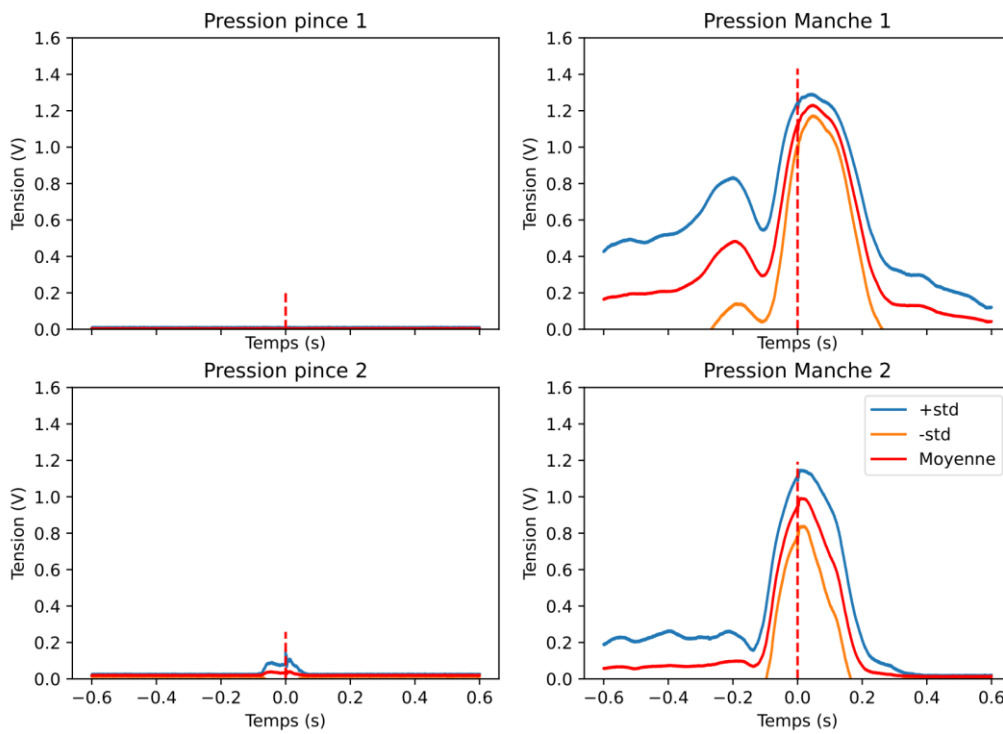 Pression pince 1
1.6
1.4
1.2
1.0
0.8
0.6
0.4
0.2
0.0
Tension (V)
Temps (s)
Pression Manche 1
1.6
1.4
1.2
1.0
0.8
0.6
0.4
0.2
0.0
Tension (V)
Temps (s)
Pression pince 2
1.6
1.4
1.2
1.0
0.8
0.6
0.4
0.2
0.0
Tension (V)
−0.6 −0.4 −0.2 0.0 0.2 0.4 0.6
Temps (s)
Pression Manche 2
1.6
1.4
1.2
1.0
0.8
0.6
0.4
0.2
0.0
Tension (V)
+std
-std
Moyenne
−0.6 −0.4 −0.2 0.0 0.2 0.4 0.6
Temps (s)